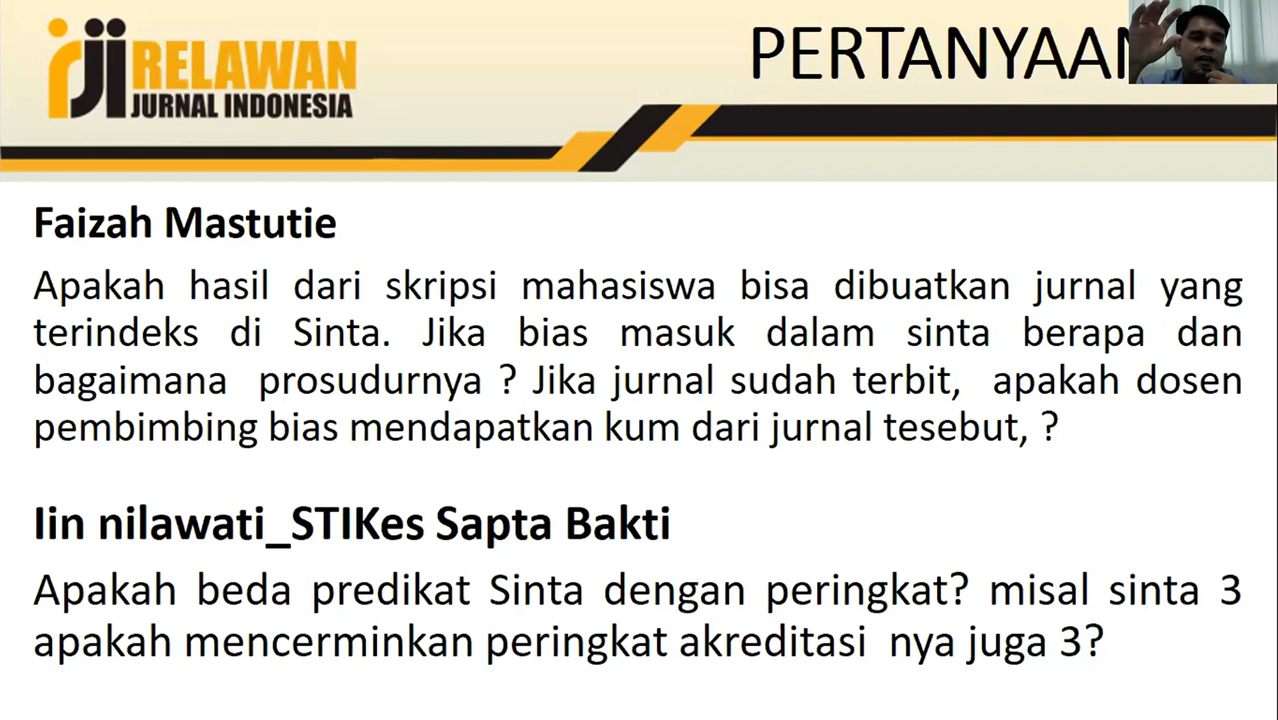 RELAWAN
JURNAL INDONESIA
PERTANYAAN
Faizah Mastutie
Apakah hasil dari skripsi mahasiswa bisa dibuatkan jurnal yang
terindeks di Sinta. Jika bias masuk dalam sinta berapa dan
bagaimana prosudurnya ? Jika jurnal sudah terbit, apakah dosen
pembimbing bias mendapatkan kum dari jurnal tesebut, ?
Iin nilawati_STIKes Sapta Bakti
Apakah beda predikat Sinta dengan peringkat? misal sinta 3
apakah mencerminkan peringkat akreditasi nya juga 3?